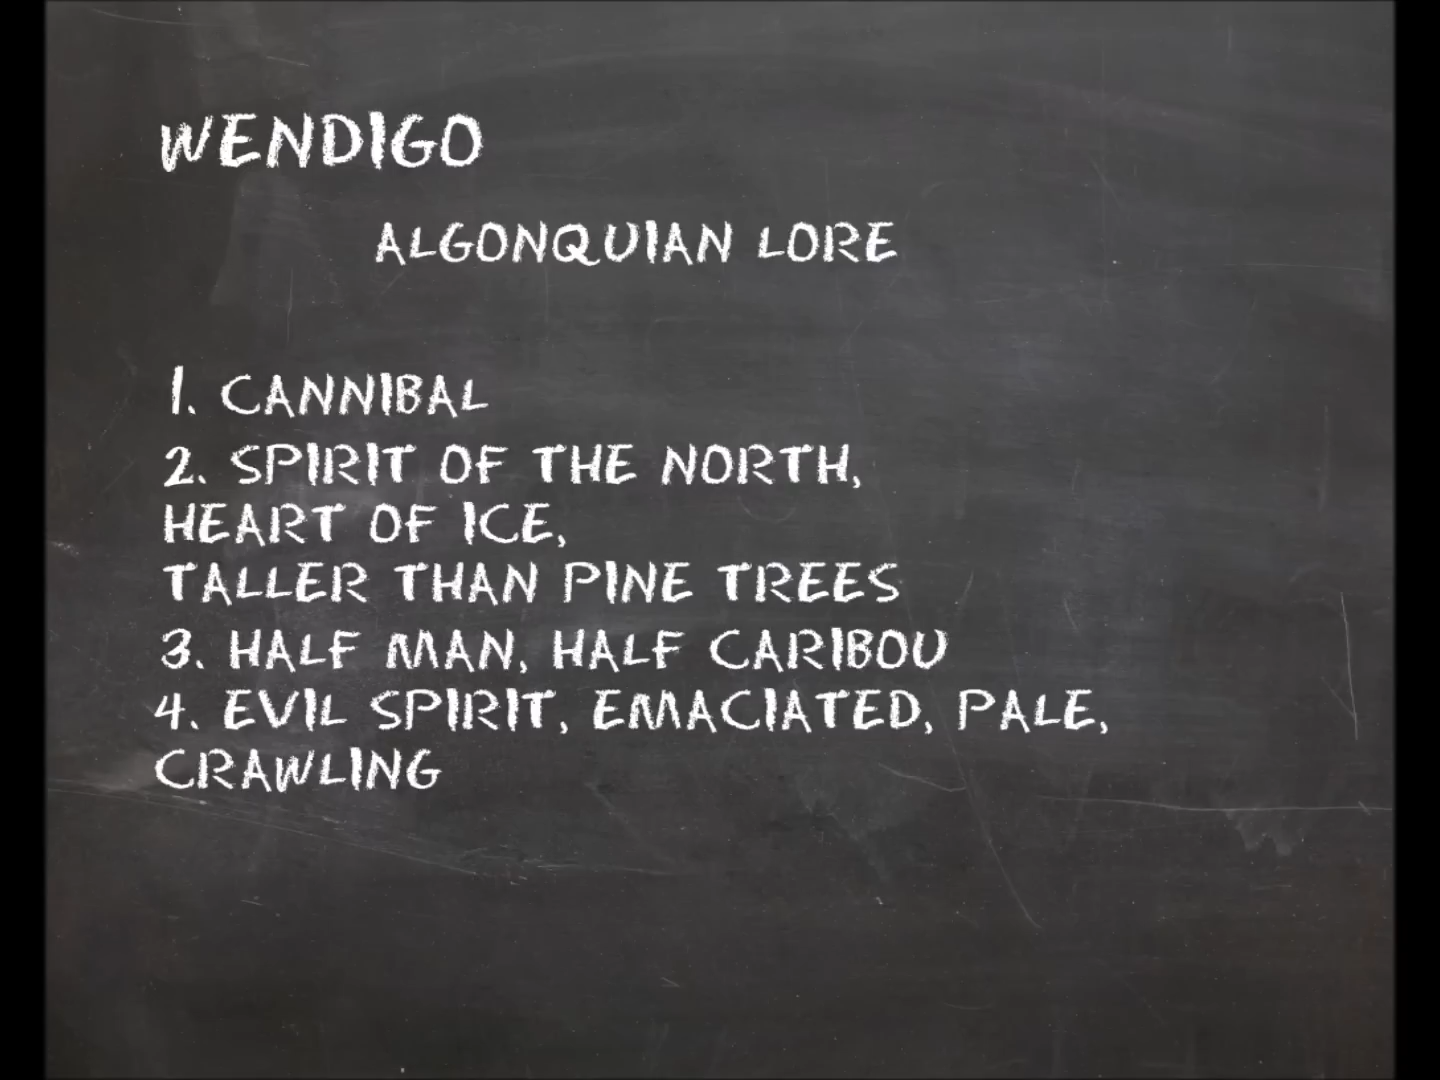 WENDIGO
ALGONQUIAN LORE
1. CANNIBAL
2. SPIRIT OF THE NORTH,
HEART OF ICE,
TALLER THAN PINE TREES
3. HALF MAN, HALF CARIBOU
4. EVIL SPIRIT, EMACIATED, PALE,
CRAWLING